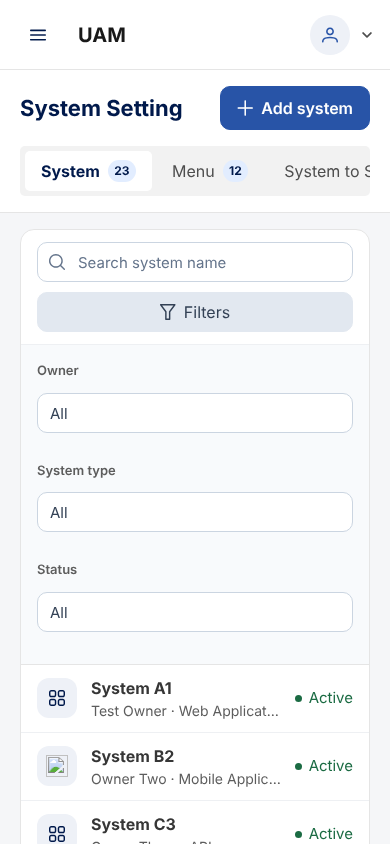 UAM
System Setting
Add system
System 23
Menu 12
System to S
Search system name
Filters
Owner
All
System type
All
Status
All
System A1
Test Owner · Web Applicat...
Active
System B2
Owner Two · Mobile Applic...
Active
System C3
Active